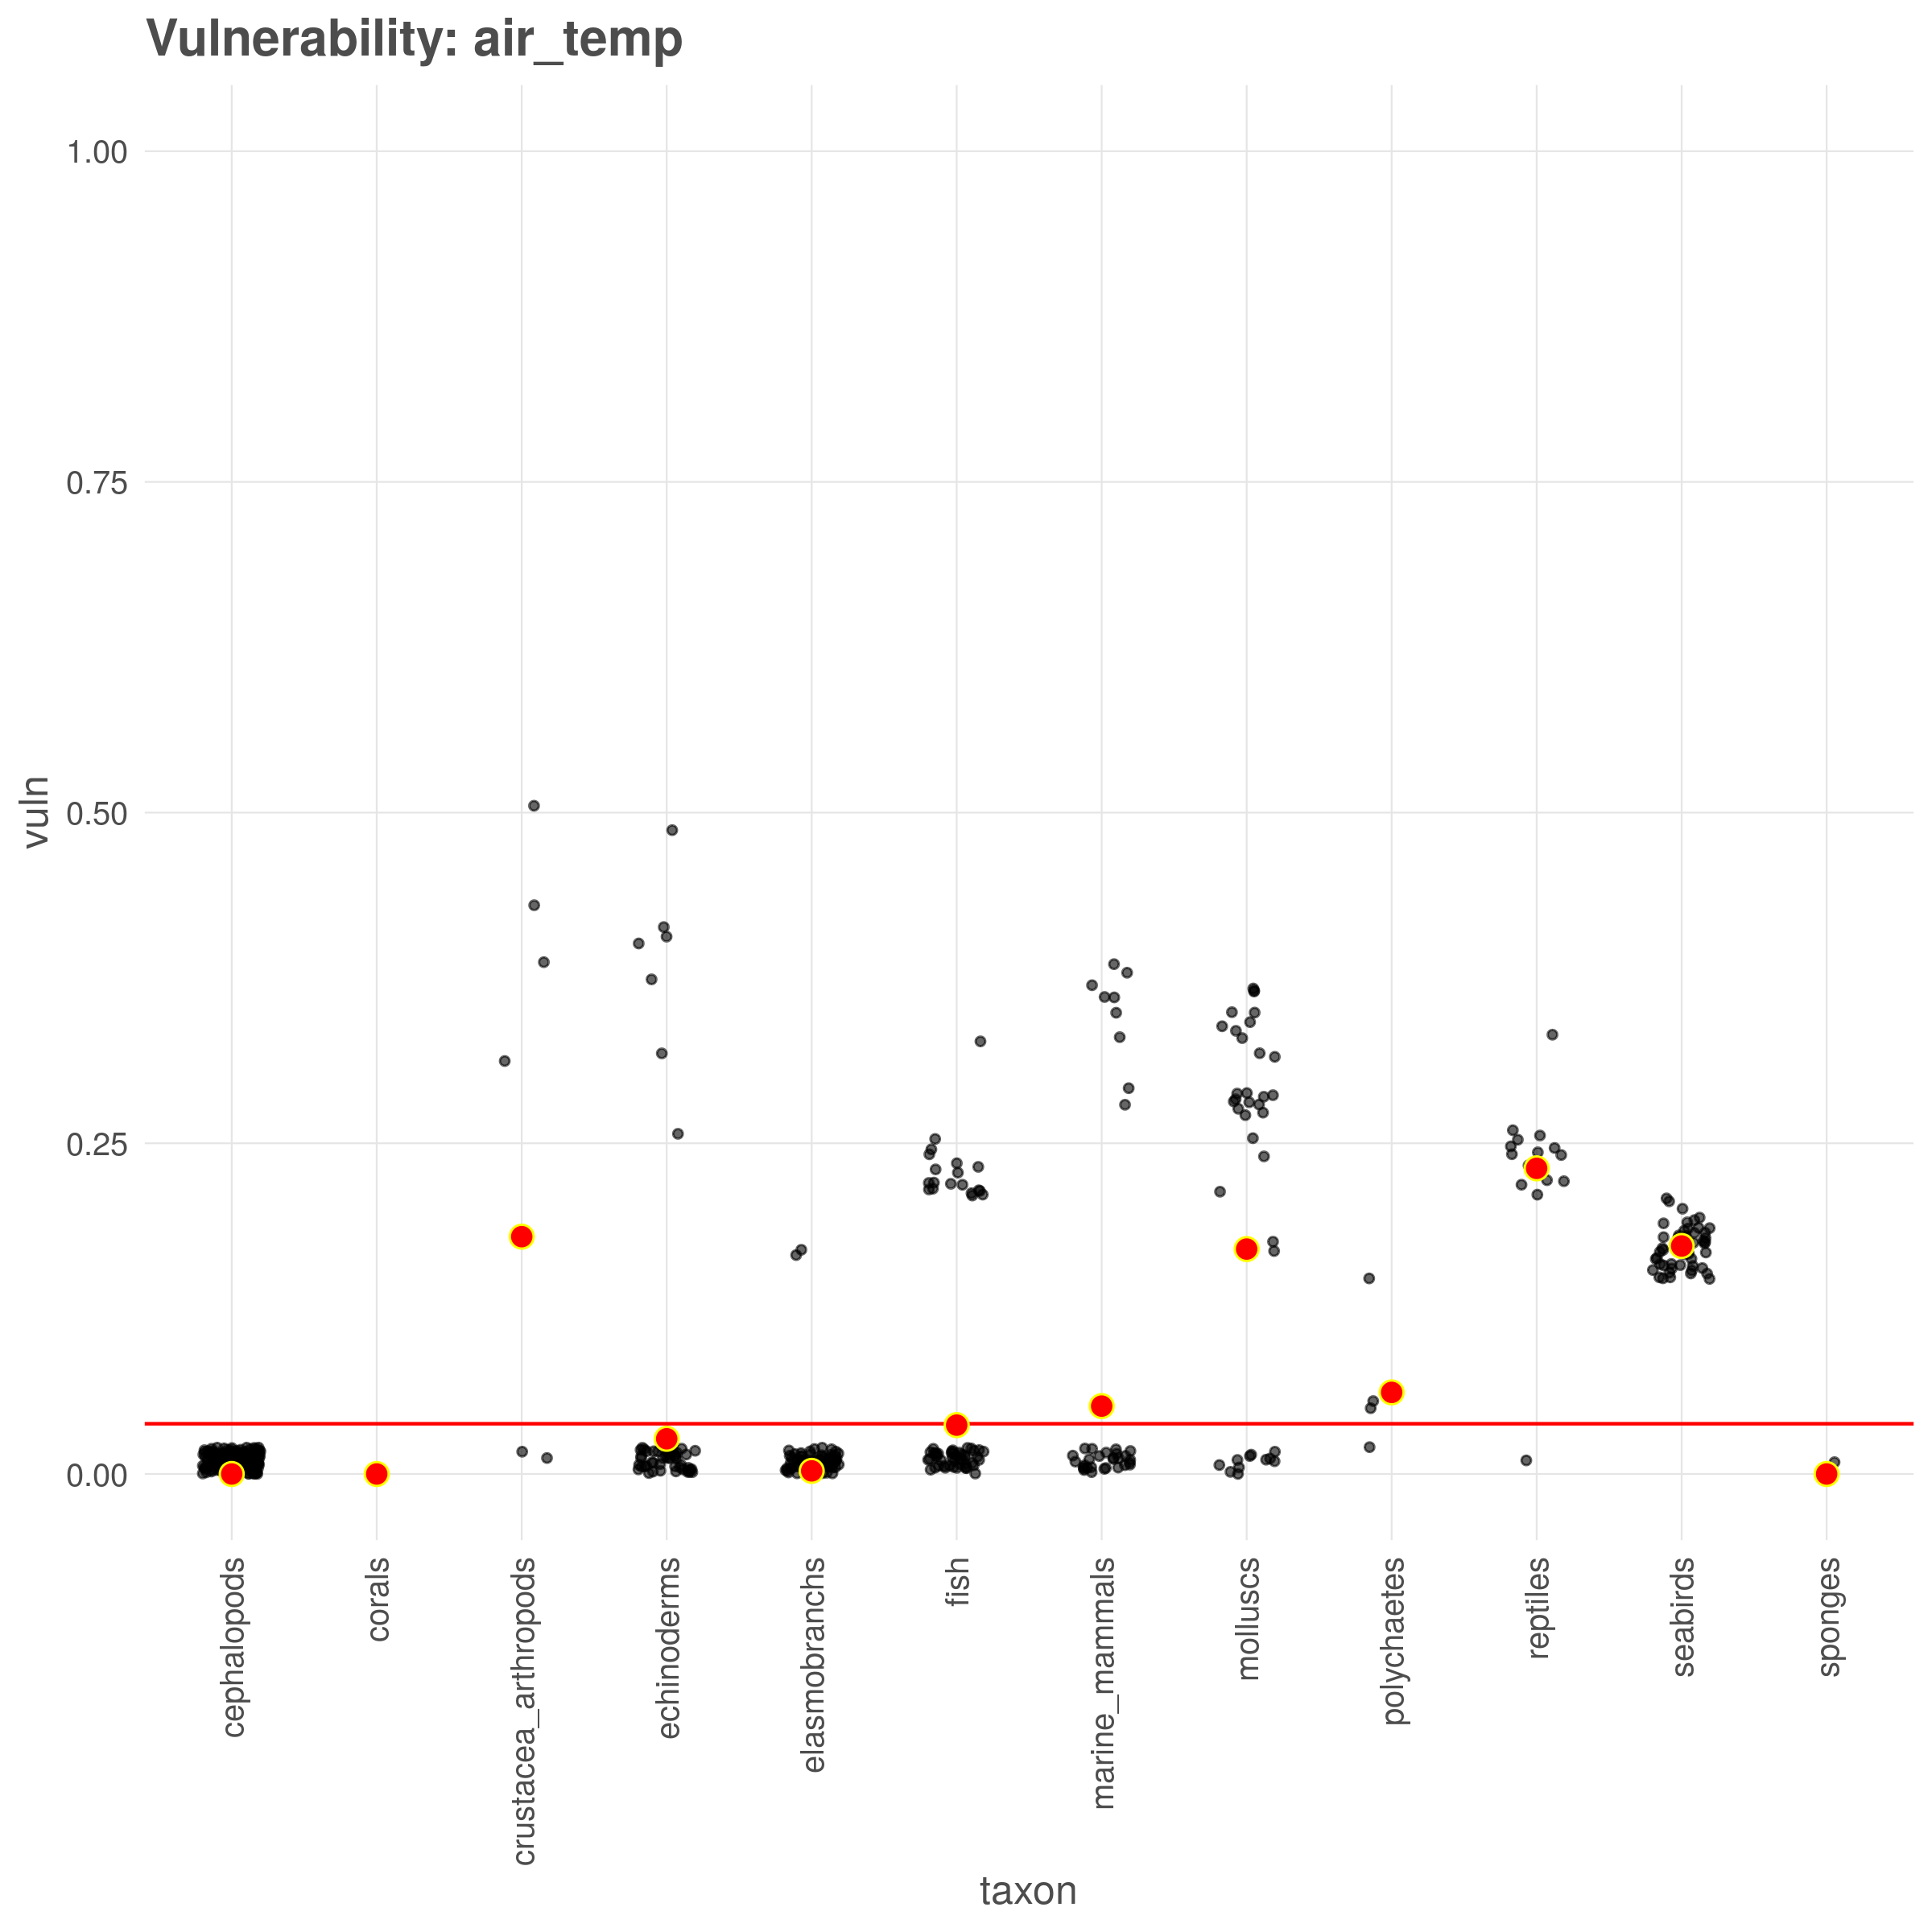 Vulnerability: air_temp
vuln
1.00
0.75
0.50
0.25
0.00
cephalopods
corals
crustacea_arthropods
echinoderms
elasmobranchs
fish
marine_mammals
molluscs
polychaetes
reptiles
seabirds
sponges
taxon